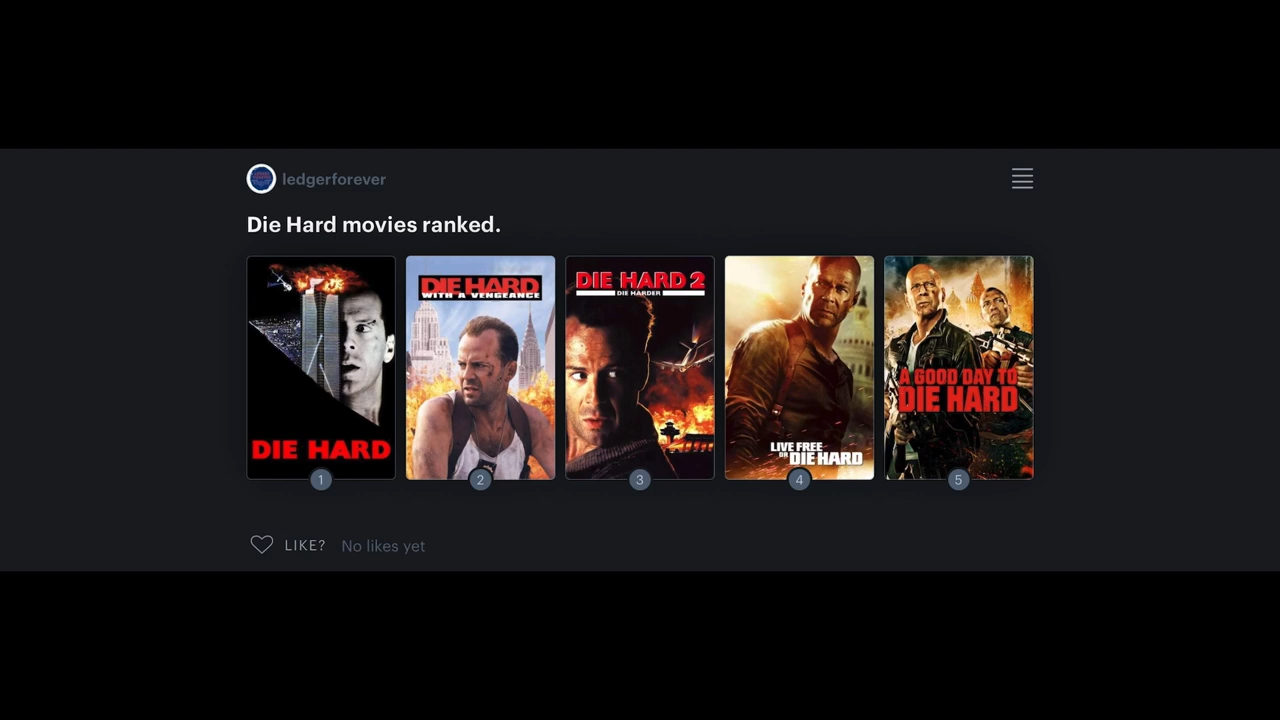 ledgerforever
Die Hard movies ranked.
DIE HARD
1
DIE HARD
WITH A VENGEANCE
2
DIE HARD 2
DIE HARDER
3
LIVE FREE
OR DIE HARD
4
A GOOD DAY TO
DIE HARD
5
LIKE? No likes yet